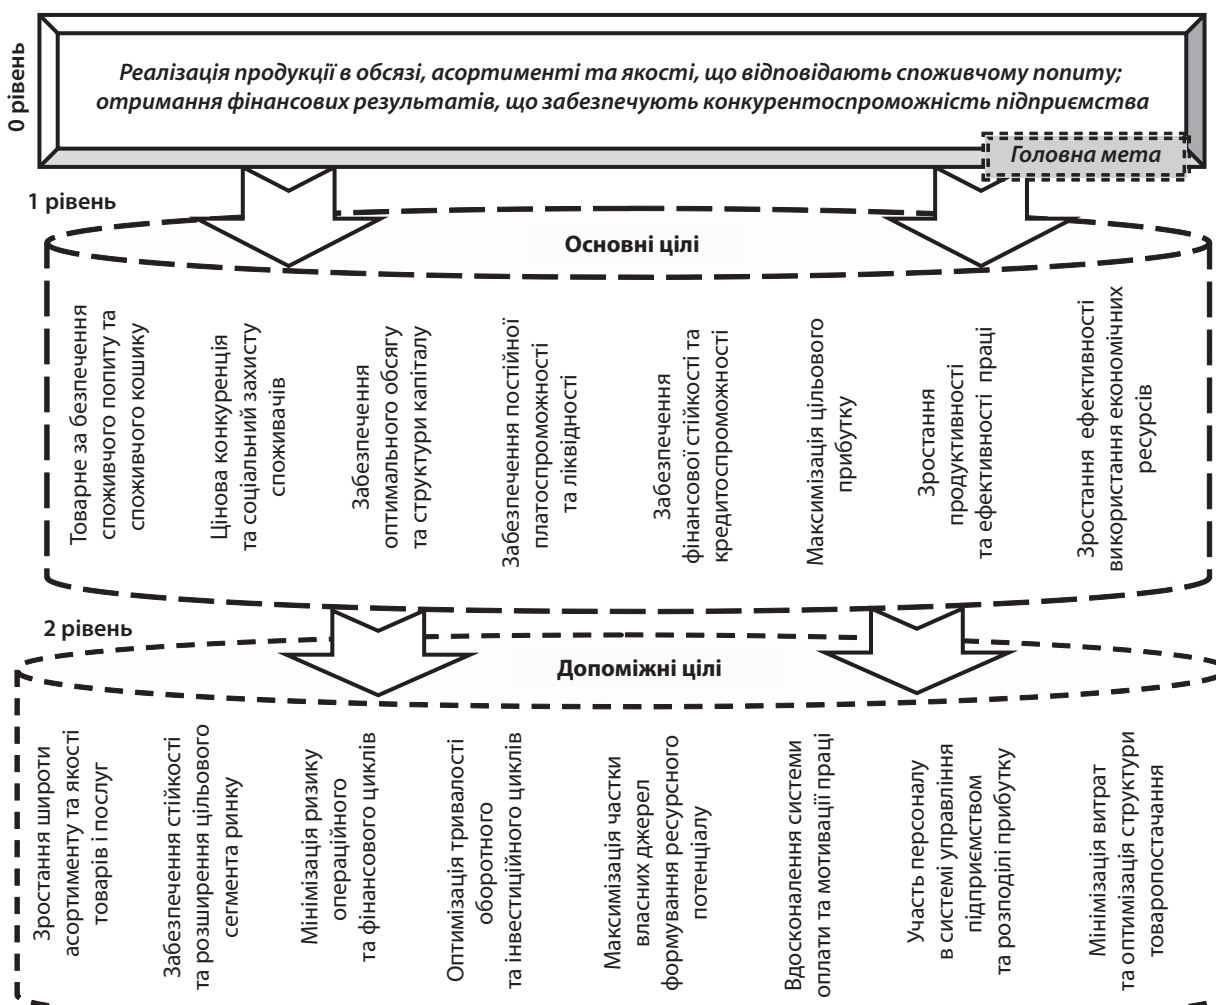 0 рівень
Реалізація продукції в обсязі, асортименті та якості, що відповідають споживчому попиту;
отримання фінансових результатів, що забезпечують конкурентоспроможність підприємства
Головна мета
1 рівень
Основні цілі
Товарне за безпечення
споживчого попиту та
споживчого кошику
Цінова конкуренція
та соціальний захисту
споживачів
Забезпечення
оптимального обсягу
та структури капіталу
Забезпечення постійної
платоспроможності
та ліквідності
Забезпечення
фінансової стійкості та
кредитоспроможності
Максимізація цільового
прибутку
Зростання
продуктивності
та ефективності праці
Зростання ефективності
використання економічних
ресурсів
2 рівень
Допоміжні цілі
Зростання широти
асортименту та якості
товарів і послуг
Забезпечення стійкості
та розширення цільового
сегмента ринку
Мінімізація ризику
операційного
та фінансового циклів
Оптимізація тривалості
оборотного
та інвестиційного циклів
Максимізація частки
власних джерел
формування ресурсного
потенціалу
Вдосконалення системи
оплати та мотивації праці
Участь персоналу
в системі управління
підприємством
та розподілі прибутку
Мінімізація витрат
та оптимізація структури
товаропостачання